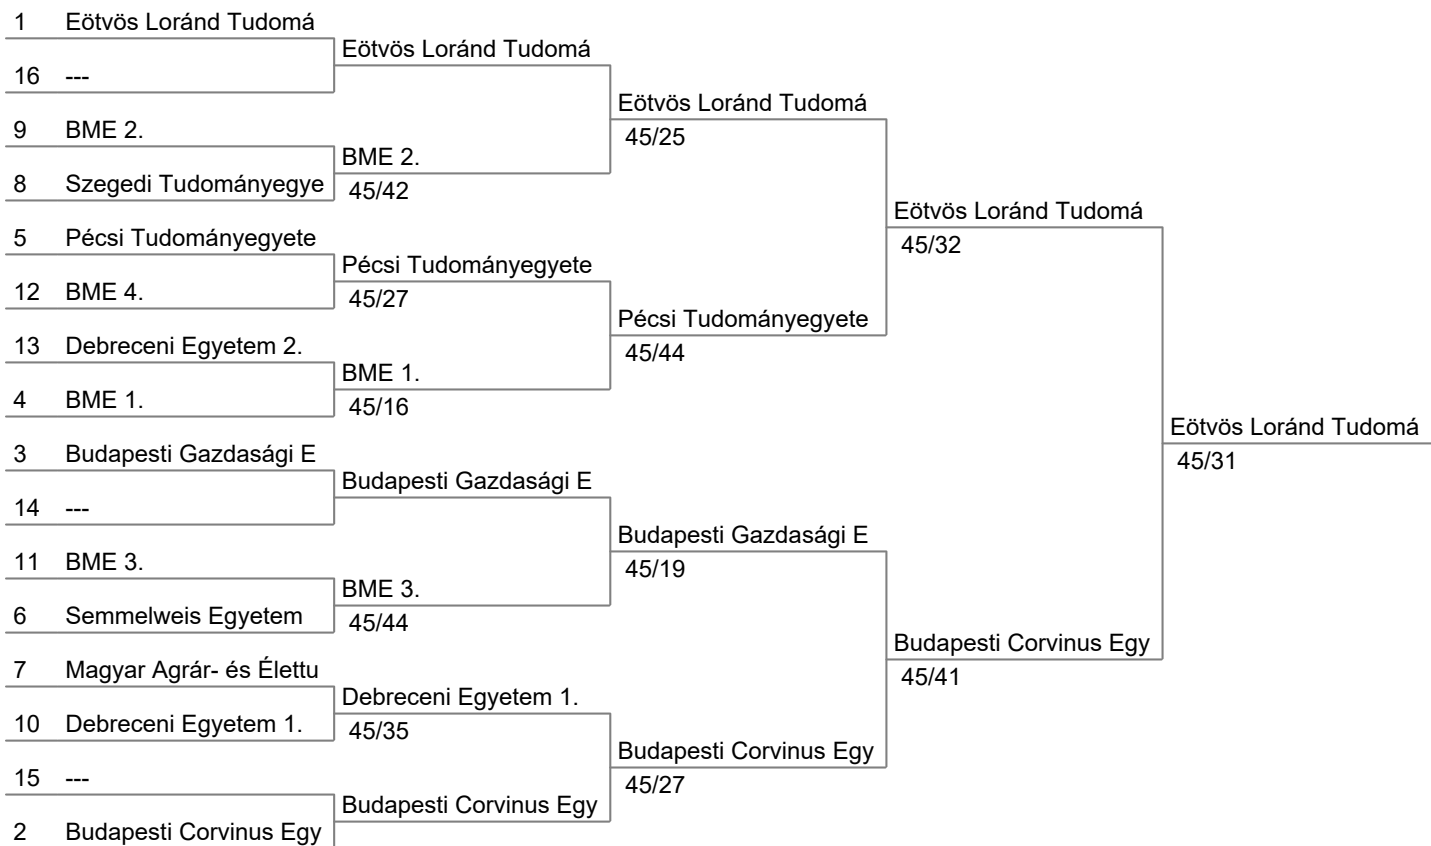 1 Eötvös Loránd Tudomá
16 ---
9 BME 2.
8 Szegedi Tudományegye
5 Pécsi Tudományegyete
12 BME 4.
13 Debreceni Egyetem 2.
4 BME 1.
3 Budapesti Gazdasági E
14 ---
11 BME 3.
6 Semmelweis Egyetem
7 Magyar Agrár- és Élettu
10 Debreceni Egyetem 1.
15 ---
2 Budapesti Corvinus Egy
Eötvös Loránd Tudomá
BME 2.
45/42
Pécsi Tudományegyete
45/27
BME 1.
45/16
Budapesti Gazdasági E
BME 3.
45/44
Debreceni Egyetem 1.
45/35
Budapesti Corvinus Egy
Eötvös Loránd Tudomá
45/25
Pécsi Tudományegyete
45/44
Budapesti Gazdasági E
45/19
Budapesti Corvinus Egy
45/27
Eötvös Loránd Tudomá
45/32
Budapesti Corvinus Egy
45/41
Eötvös Loránd Tudomá
45/31